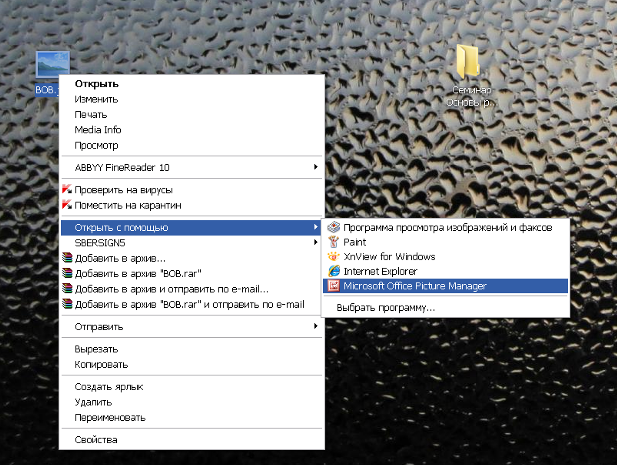 BOB.j
Семинар
Основы р...
Открыть
Изменить
Печать
Media Info
Просмотр
ABBYY FineReader 10
Проверить на вирусы
Поместить на карантин
Открыть с помощью
SBERSIGN5
Добавить в архив...
Добавить в архив "BOB.rar"
Добавить в архив и отправить по e-mail...
Добавить в архив "BOB.rar" и отправить по e-mail
Отправить
Вырезать
Копировать
Создать ярлык
Удалить
Переименовать
Свойства
Программа просмотра изображений и факсов
Paint
XnView for Windows
Internet Explorer
Microsoft Office Picture Manager
Выбрать программу...